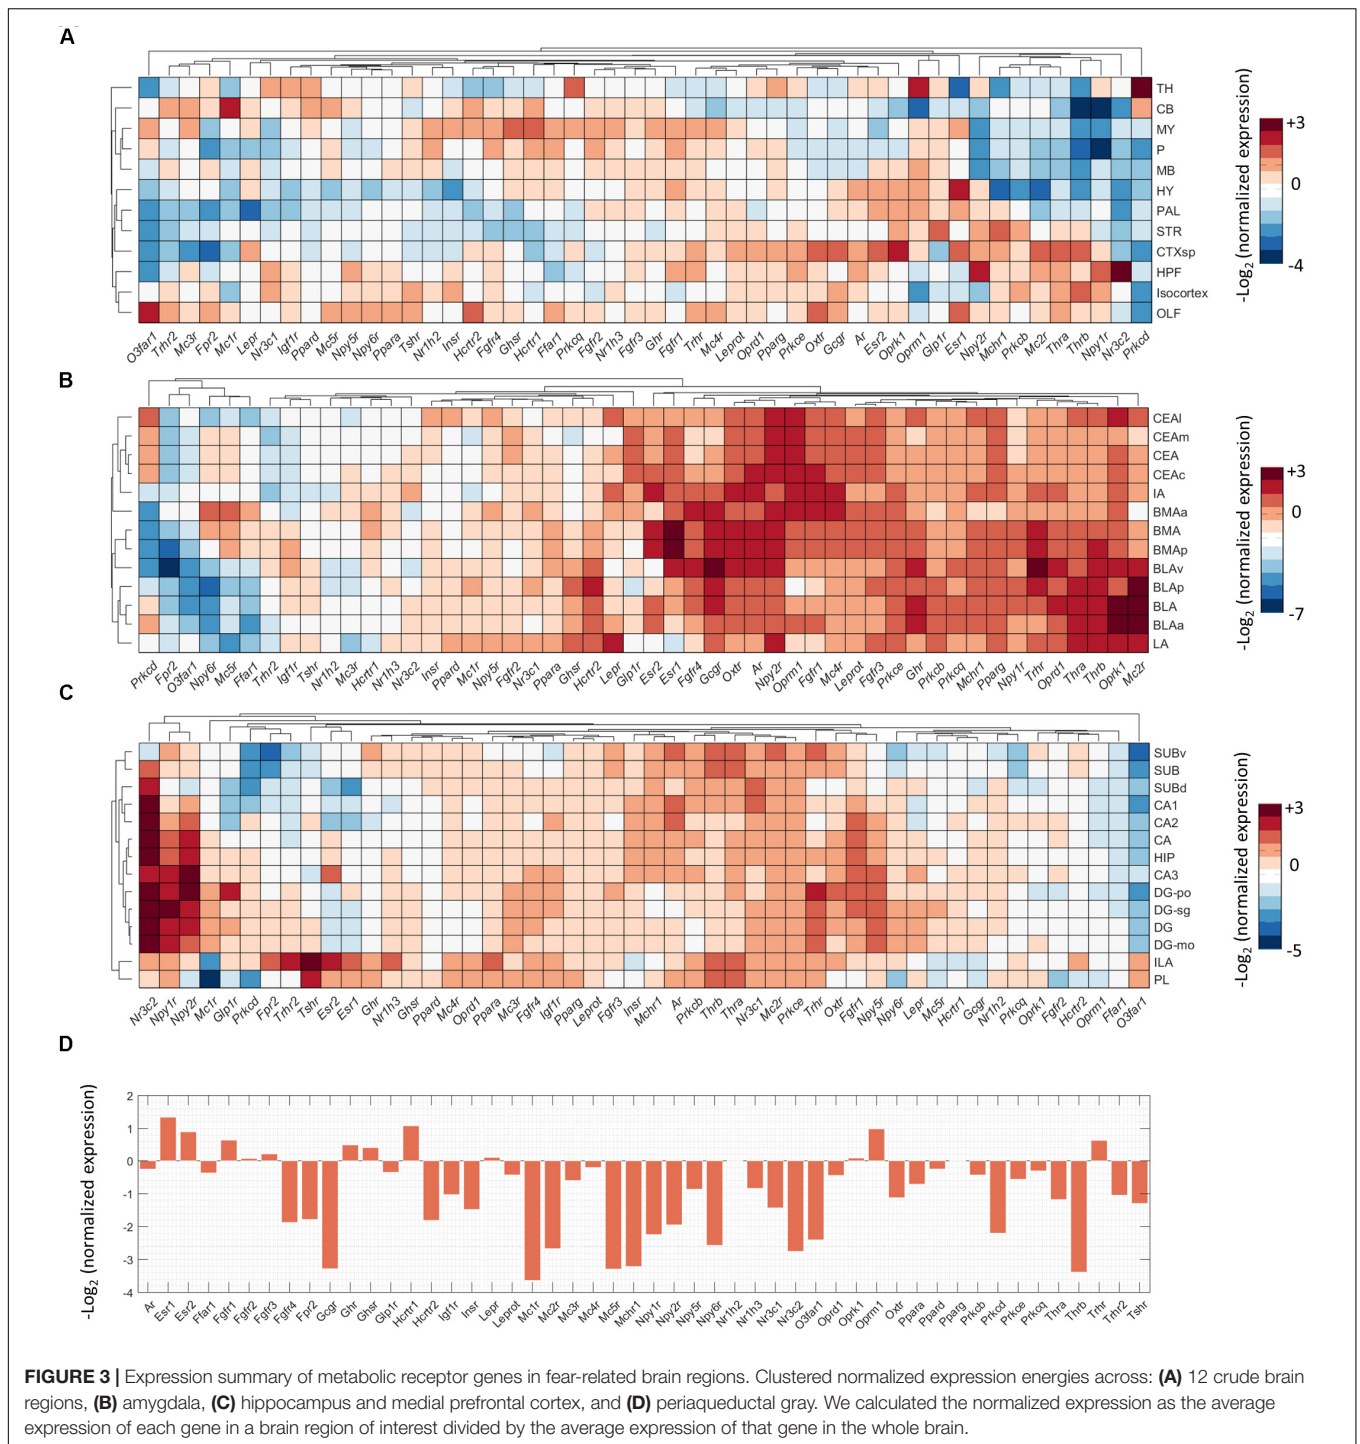 A
TH
CB
MY
P
MB
HY
PAL
STR
CTXsp
HPF
Isocortex
OLF
O3far1 Trhr2 Mc3r Fpr2 Mc1r Lepr Nr3c1 Igf1r Ppard Mc5r Npy5r Npy6r Ppara Tshr Nr1h2 Insr Hcrtr2 Fgfr4 Ghsr Hcrtr1 Ffar1 Prkcq Fgfr2 Nr1h3 Fgfr3 Ghr Fgfr1 Trhr Mc4r Leprot Oprd1 Pparg Prkce Oxtr Gcgr Ar Esr2 Oprk1 Oprm1 Glp1r Esr1 Npy2r Mchr1 Prkcb Mc2r Thra Thrb Npy1r Nr3c2 Prkcd
-Log2 (normalized expression)
+3
0
-4
B
CEAl
CEAm
CEA
CEAc
IA
BMAa
BMA
BMAp
BLAv
BLAp
BLA
BLAa
LA
Prkcd Fpr2 O3far1 Npy6r Mc5r Ffar1 Trhr2 Igf1r Tshr Nr1h2 Mc3r Hcrtr1 Nr1h3 Nr3c2 Insr Ppard Mc1r Npy5r Fgfr2 Nr3c1 Ppara Ghsr Hcrtr2 Lepr Glp1r Esr2 Esr1 Fgfr4 Gcgr Oxtr Ar Npy2r Oprm1 Fgfr1 Mc4r Leprot Fgfr3 Prkce Ghr Prkcb Prkcq Mchr1 Pparg Npy1r Trhr Oprd1 Thra Thrb Oprk1 Mc2r
-Log2 (normalized expression)
+3
0
-7
C
SUBv
SUB
SUBd
CA1
CA2
CA
HIP
CA3
DG-po
DG-sg
DG
DG-mo
ILA
PL
Nr3c2 Npy1r Npy2r Mc1r Glp1r Prkcd Fpr2 Trhr2 Tshr Esr2 Esr1 Ghr Nr1h3 Ghsr Ppard Mc4r Oprd1 Ppara Mc3r Fgfr4 Igf1r Pparg Leprot Fgfr3 Insr Mchr1 Ar Prkcb Thrb Thra Nr3c1 Mc2r Prkce Trhr Oxtr Fgfr1 Npy5r Npy6r Lepr Mc5r Hcrtr1 Gcgr Nr1h2 Prkcq Oprk1 Fgfr2 Hcrtr2 Oprm1 Ffar1 O3far1
-Log2 (normalized expression)
+3
0
-5
D
-Log2 (normalized expression)
2
1
0
-1
-2
-3
-4
Ar Esr1 Esr2 Ffar1 Fgfr1 Fgfr2 Fgfr3 Fgfr4 Fpr2 Gcgr Ghr Ghsr Glp1r Hcrtr1 Hcrtr2 Igf1r Insr Lepr Leprot Mc1r Mc2r Mc3r Mc4r Mc5r Mchr1 Npy1r Npy2r Npy5r Npy6r Nr1h2 Nr1h3 Nr3c1 Nr3c2 O3far1 Oprd1 Oprk1 Oprm1 Oxtr Ppara Ppard Pparg Prkcb Prkcd Prkce Prkcq Thra Thrb Trhr Trhr2 Tshr
FIGURE 3 | Expression summary of metabolic receptor genes in fear-related brain regions. Clustered normalized expression energies across: (A) 12 crude brain
regions, (B) amygdala, (C) hippocampus and medial prefrontal cortex, and (D) periaqueductal gray. We calculated the normalized expression as the average
expression of each gene in a brain region of interest divided by the average expression of that gene in the whole brain.